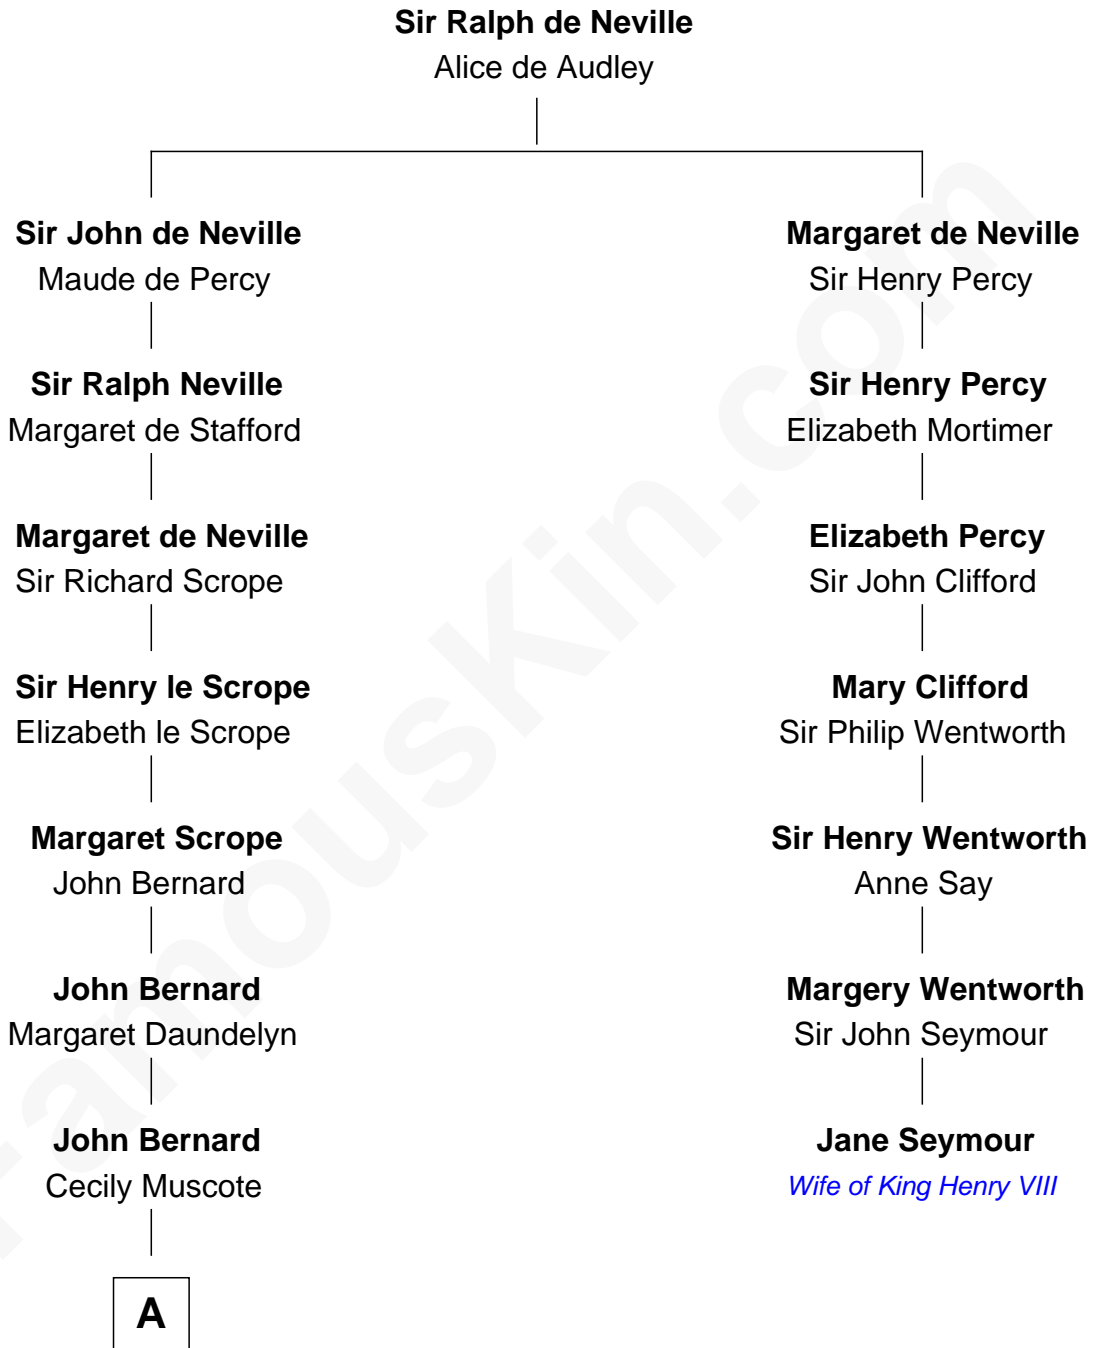 Sir Ralph de Neville
Alice de Audley
Sir John de Neville
Maude de Percy
Margaret de Neville
Sir Henry Percy
Sir Ralph Neville
Margaret de Stafford
Sir Henry Percy
Elizabeth Mortimer
Margaret de Neville
Sir Richard Scrope
Elizabeth Percy
Sir John Clifford
Sir Henry le Scrope
Elizabeth le Scrope
Mary Clifford
Sir Philip Wentworth
Margaret Scrope
John Bernard
Sir Henry Wentworth
Anne Say
John Bernard
Margaret Daundelyn
Margery Wentworth
Sir John Seymour
John Bernard
Cecily Muscote
Jane Seymour
Wife of King Henry VIII
A
FamousKin.com